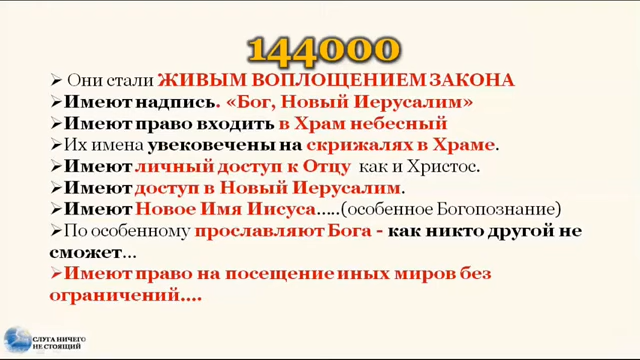 144000
➢ Они стали ЖИВЫМ ВОПЛОЩЕНИЕМ ЗАКОНА
➢Имеют надпись. «Бог, Новый Иерусалим»
➢Имеют право входить в Храм небесный
➢Их имена увековечены на скрижалях в Храме.
➢Имеют личный доступ к Отцу как и Христос.
➢Имеют доступ в Новый Иерусалим.
➢Имеют Новое Имя Иисуса…..(особенное Богопознание)
➢По особенному прославляют Бога - как никто другой не
сможет…
➢Имеют право на посещение иных миров без
ограничений….
СЛУГА НИЧЕГО
НЕ СТОЯЩИЙ